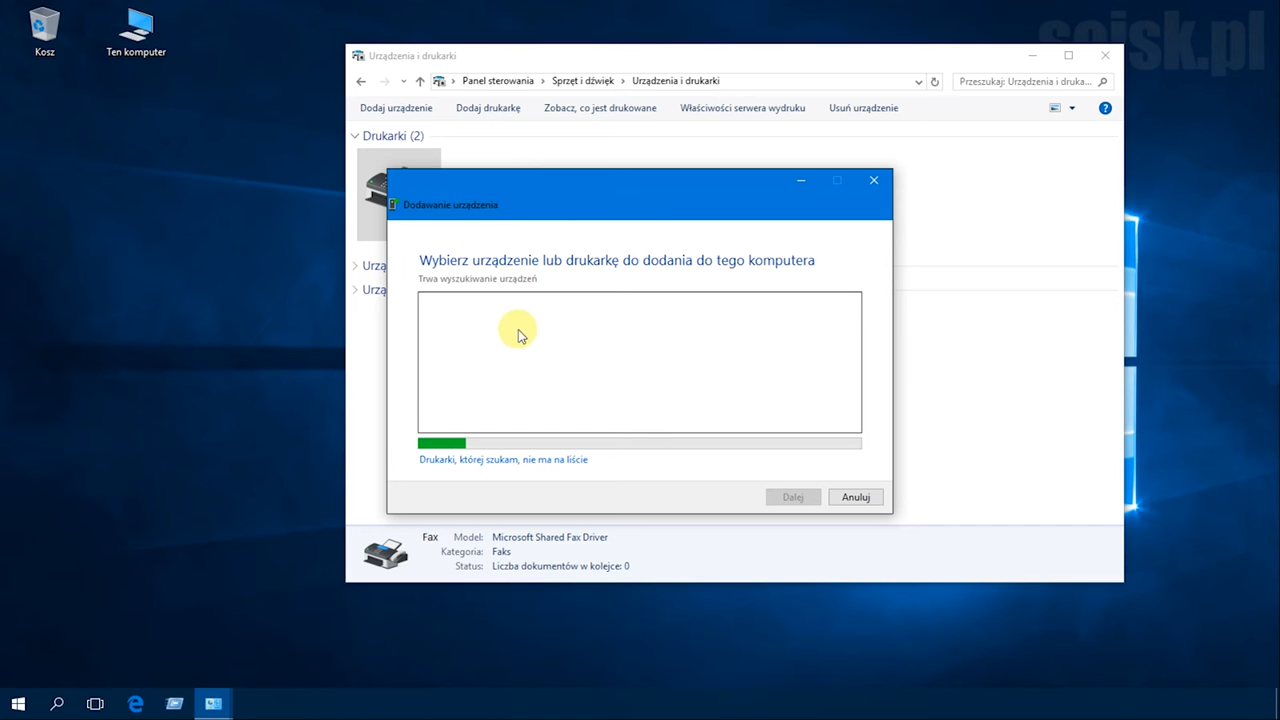 Kosz
Ten komputer
soisk.pl
Urządzenia i drukarki
Panel sterowania > Sprzęt i dźwięk > Urządzenia i drukarki
Przeszukaj: Urządzenia i druka...
Dodaj urządzenie Dodaj drukarkę Zobacz, co jest drukowane Właściwości serwera wydruku Usuń urządzenie
Drukarki (2)
Urzą
Urzą
Dodawanie urządzenia
Wybierz urządzenie lub drukarkę do dodania do tego komputera
Trwa wyszukiwanie urządzeń
Drukarki, której szukam, nie ma na liście
Dalej Anuluj
Fax Model: Microsoft Shared Fax Driver
Kategoria: Faks
Status: Liczba dokumentów w kolejce: 0